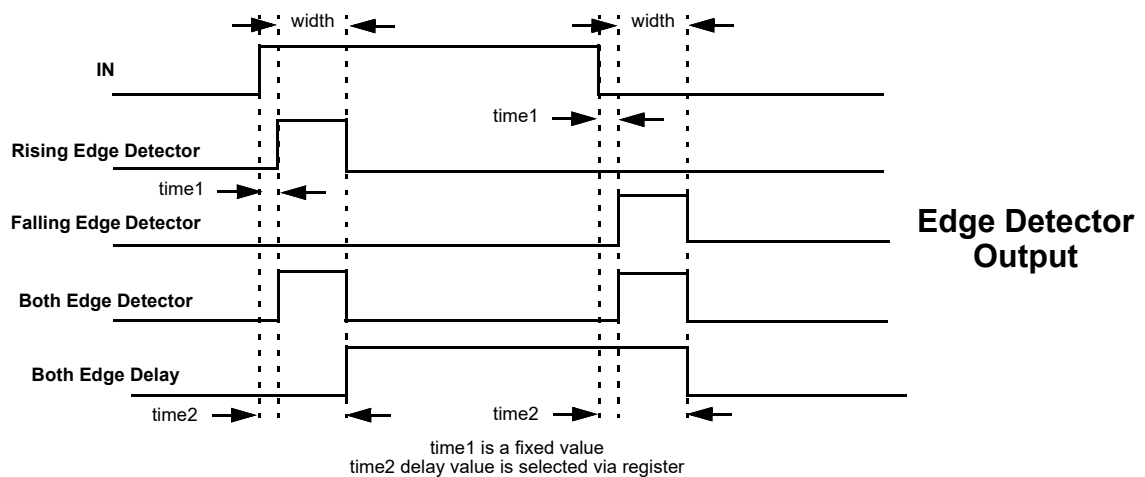 width
width
IN
time1
Rising Edge Detector
time1
Falling Edge Detector
Edge Detector
Output
Both Edge Detector
Both Edge Delay
time2
time2
time1 is a fixed value
time2 delay value is selected via register